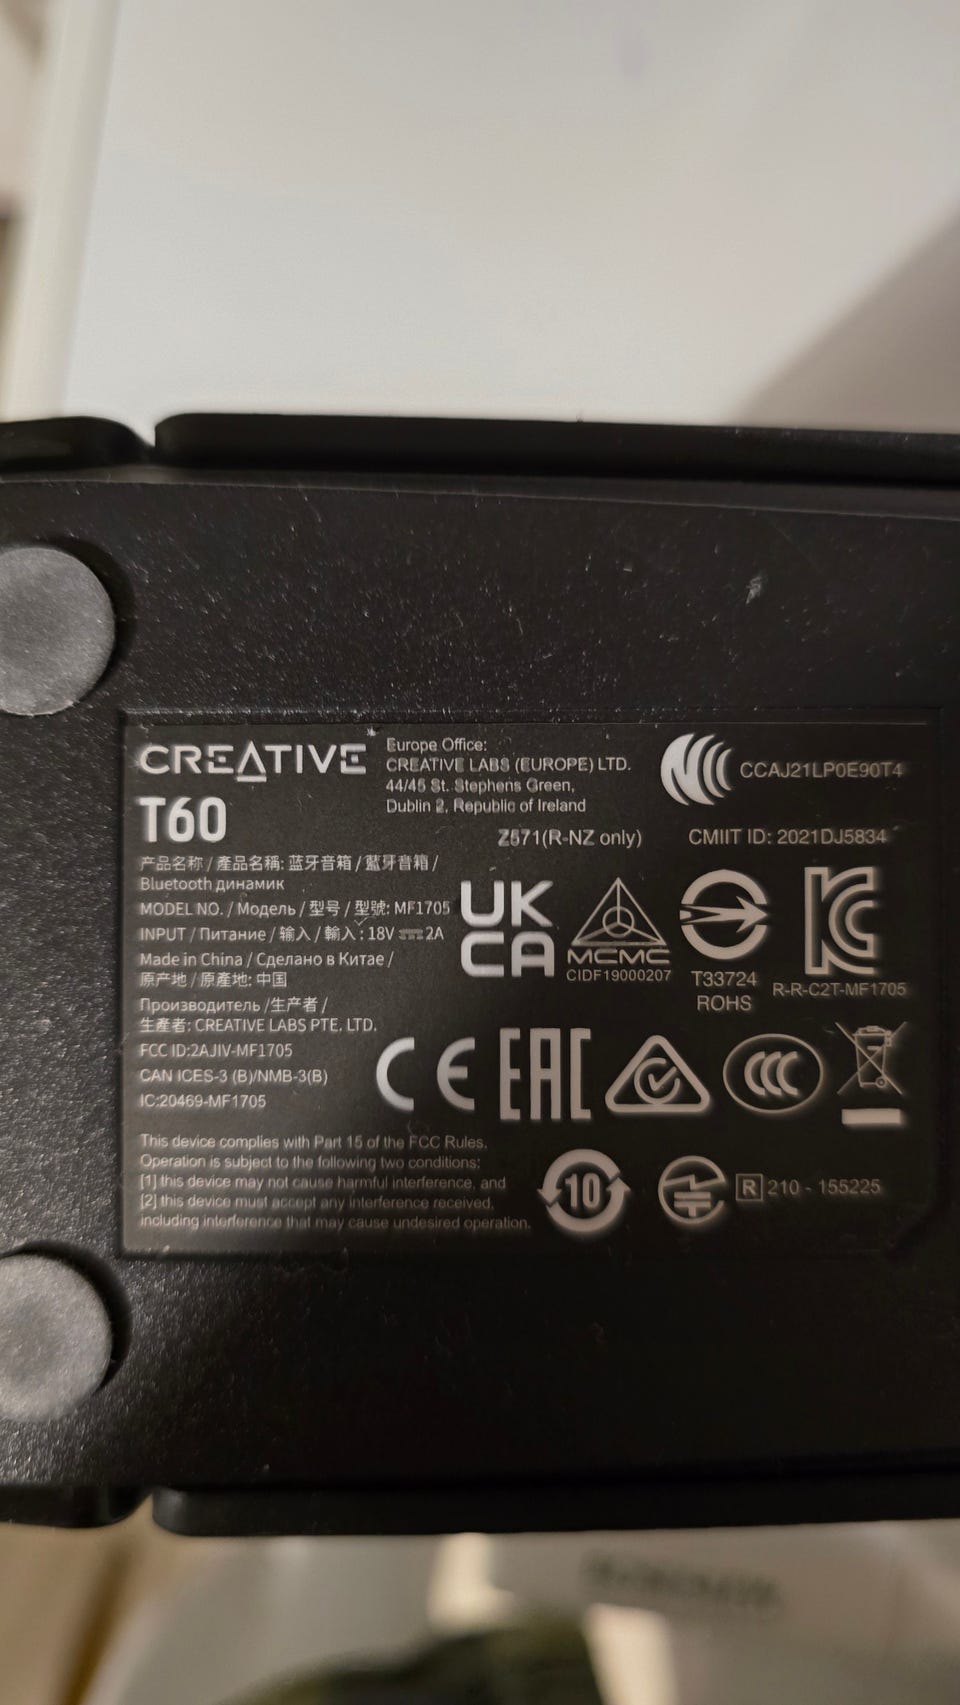 CREATIVE
T60
产品名称 / 產品名稱: 蓝牙音箱 / 藍牙音箱 /
Bluetooth динамик
MODEL NO. / Модель / 型号 / 型號: MF1705
INPUT / Питание / 输入 / 輸入 : 18V ⎓ 2A
Made in China / Сделано в Китае /
原产地 / 原產地: 中国
Производитель /生产者 /
生產者: CREATIVE LABS PTE. LTD.
FCC ID:2AJIV-MF1705
CAN ICES-3 (B)/NMB-3(B)
IC:20469-MF1705
This device complies with Part 15 of the FCC Rules.
Operation is subject to the following two conditions:
[1] this device may not cause harmful interference, and
[2] this device must accept any interference received,
including interference that may cause undesired operation.
Europe Office:
CREATIVE LABS (EUROPE) LTD.
44/45 St. Stephens Green,
Dublin 2, Republic of Ireland
CCAJ21LP0E90T4
Z571(R-NZ only)
CMIIT ID: 2021DJ5834
UK
CA
MCMC
CIDF19000207
T33724
ROHS
R-R-C2T-MF1705
CE
EAC
CCC
10
R 210 - 155225